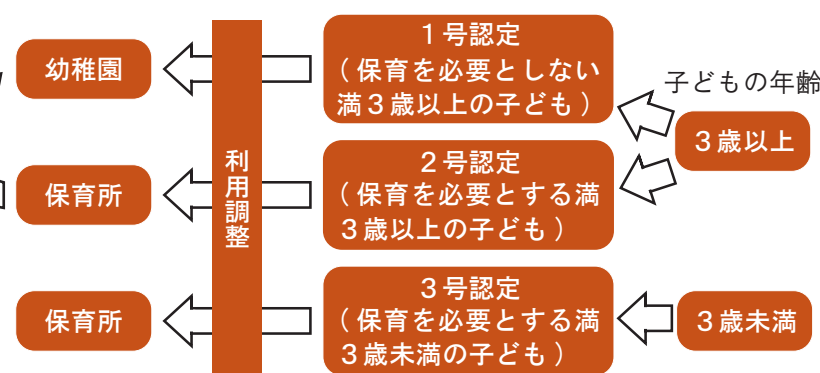 幼稚園
保育所
保育所
利用調整
１号認定
（保育を必要としない
満３歳以上の子ども）
２号認定
（保育を必要とする満
３歳以上の子ども）
３号認定
（保育を必要とする満
３歳未満の子ども）
子どもの年齢
３歳以上
３歳未満